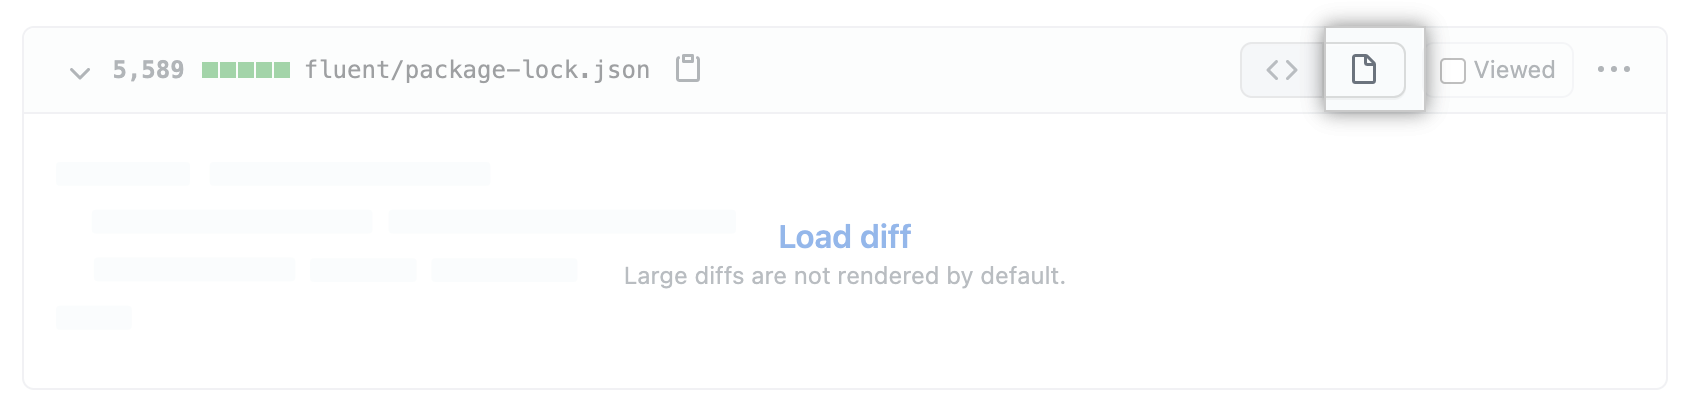 5,589 fluent/package-lock.json <> Viewed ...
Load diff
Large diffs are not rendered by default.